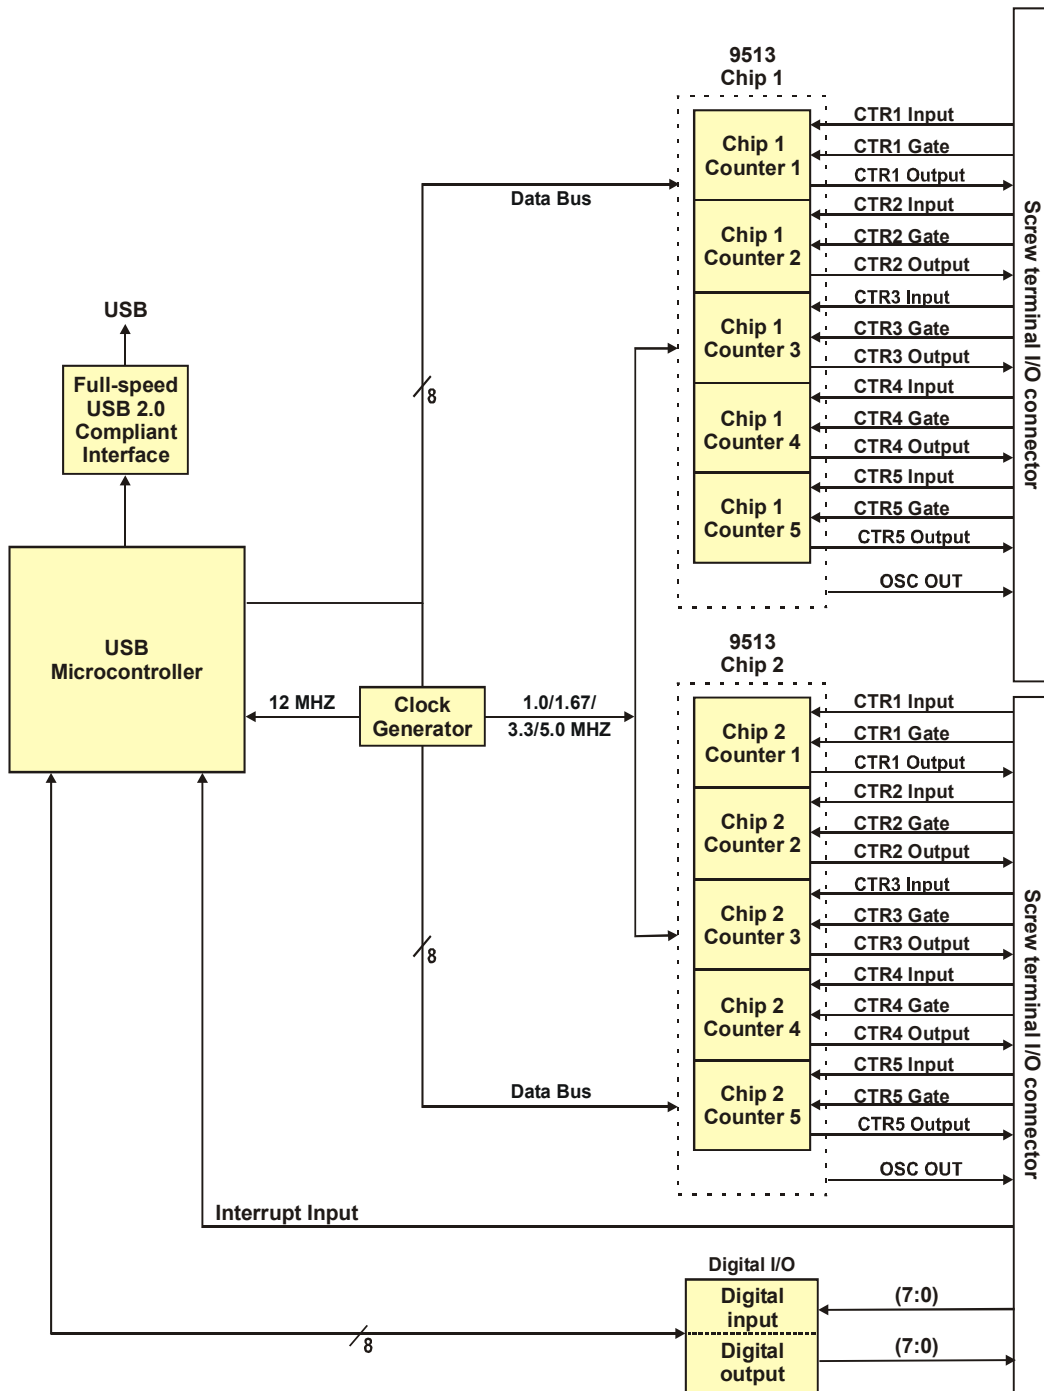 9513
Chip 1
Chip 1
Counter 1
Chip 1
Counter 2
Chip 1
Counter 3
Chip 1
Counter 4
Chip 1
Counter 5
CTR1 Input
CTR1 Gate
CTR1 Output
CTR2 Input
CTR2 Gate
CTR2 Output
CTR3 Input
CTR3 Gate
CTR3 Output
CTR4 Input
CTR4 Gate
CTR4 Output
CTR5 Input
CTR5 Gate
CTR5 Output
OSC OUT
Screw terminal I/O connector
Data Bus
8
USB
Full-speed
USB 2.0
Compliant
Interface
USB
Microcontroller
12 MHZ
Clock
Generator
1.0/1.67/
3.3/5.0 MHZ
9513
Chip 2
Chip 2
Counter 1
Chip 2
Counter 2
Chip 2
Counter 3
Chip 2
Counter 4
Chip 2
Counter 5
CTR1 Input
CTR1 Gate
CTR1 Output
CTR2 Input
CTR2 Gate
CTR2 Output
CTR3 Input
CTR3 Gate
CTR3 Output
CTR4 Input
CTR4 Gate
CTR4 Output
CTR5 Input
CTR5 Gate
CTR5 Output
OSC OUT
Screw terminal I/O connector
8
Data Bus
Interrupt Input
Digital I/O
Digital
input
Digital
output
(7:0)
(7:0)
8